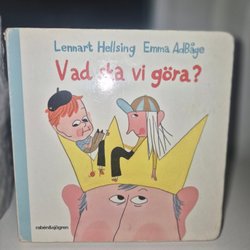 Lennart Hellsing Emma AdBåge
Vad ska vi göra?
rabén&sjögren